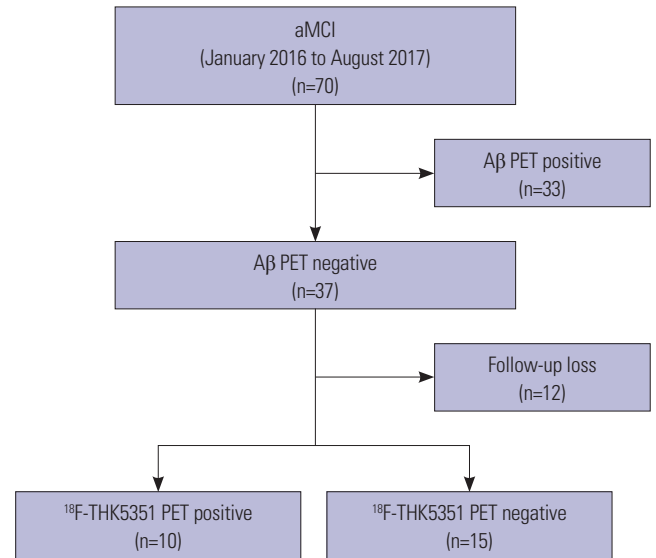 aMCI
(January 2016 to August 2017)
(n=70)
Aβ PET positive
(n=33)
Aβ PET negative
(n=37)
Follow-up loss
(n=12)
¹⁸F-THK5351 PET positive
(n=10)
¹⁸F-THK5351 PET negative
(n=15)